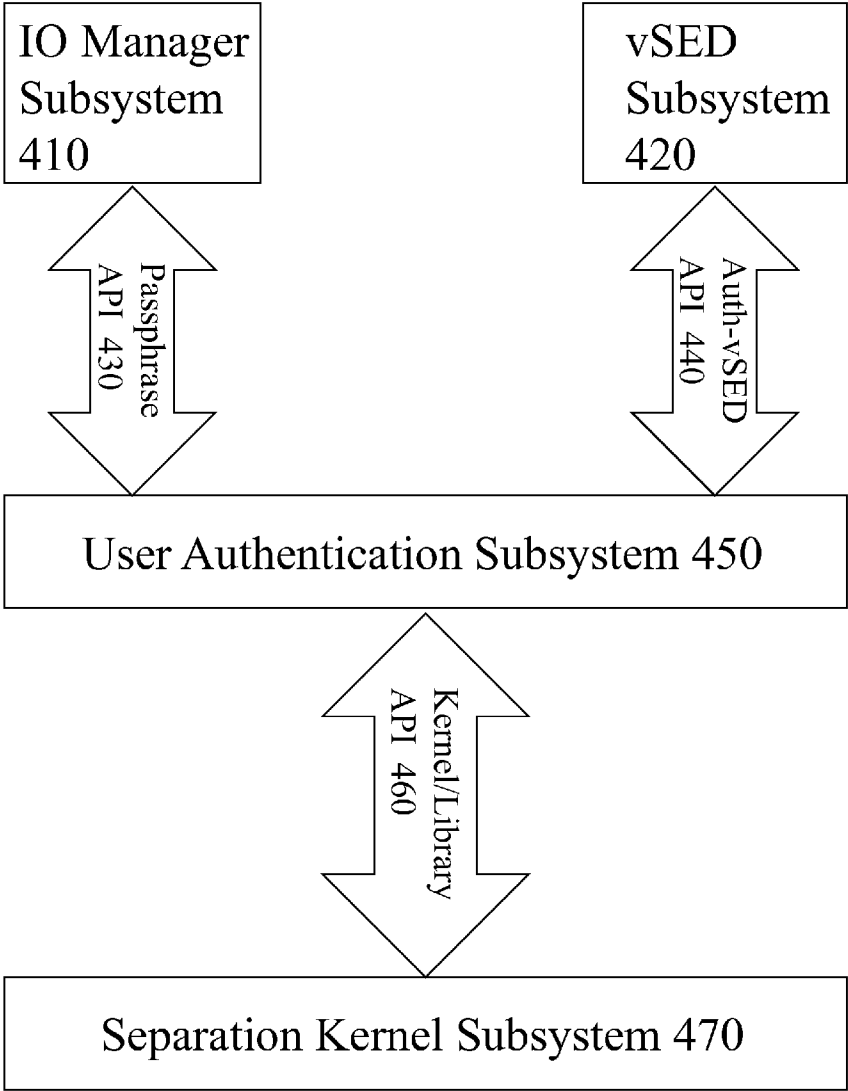 IO Manager
Subsystem
410
vSED
Subsystem
420
Passphrase
API 430
Auth-vSED
API 440
User Authentication Subsystem 450
Kernel/Library
API 460
Separation Kernel Subsystem 470